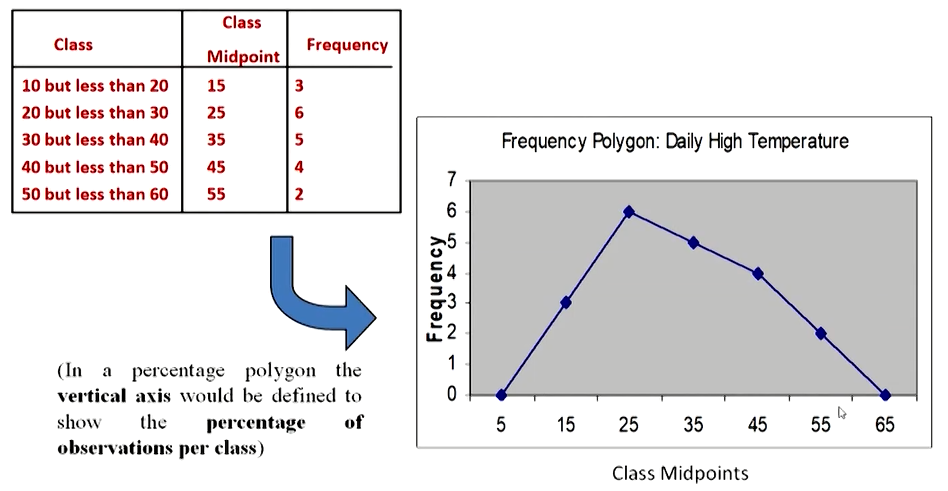 Class Class Midpoint Frequency
10 but less than 20 15 3
20 but less than 30 25 6
30 but less than 40 35 5
40 but less than 50 45 4
50 but less than 60 55 2
(In a percentage polygon the
vertical axis would be defined to
show the percentage of
observations per class)
Frequency Polygon: Daily High Temperature
Frequency
7
6
5
4
3
2
1
0
5 15 25 35 45 55 65
Class Midpoints